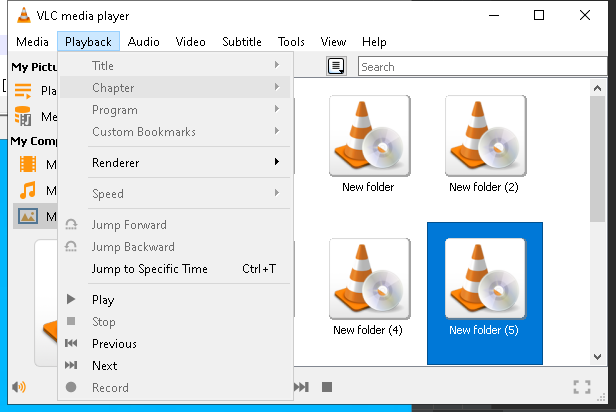 VLC media player
Media Playback Audio Video Subtitle Tools View Help
My Pictu
Search
Pla
Me
My Comp
M
M
M
Title
Chapter
Program
Custom Bookmarks
Renderer
Speed
Jump Forward
Jump Backward
Jump to Specific Time Ctrl+T
Play
Stop
Previous
Next
Record
New folder
New folder (2)
New folder (4)
New folder (5)